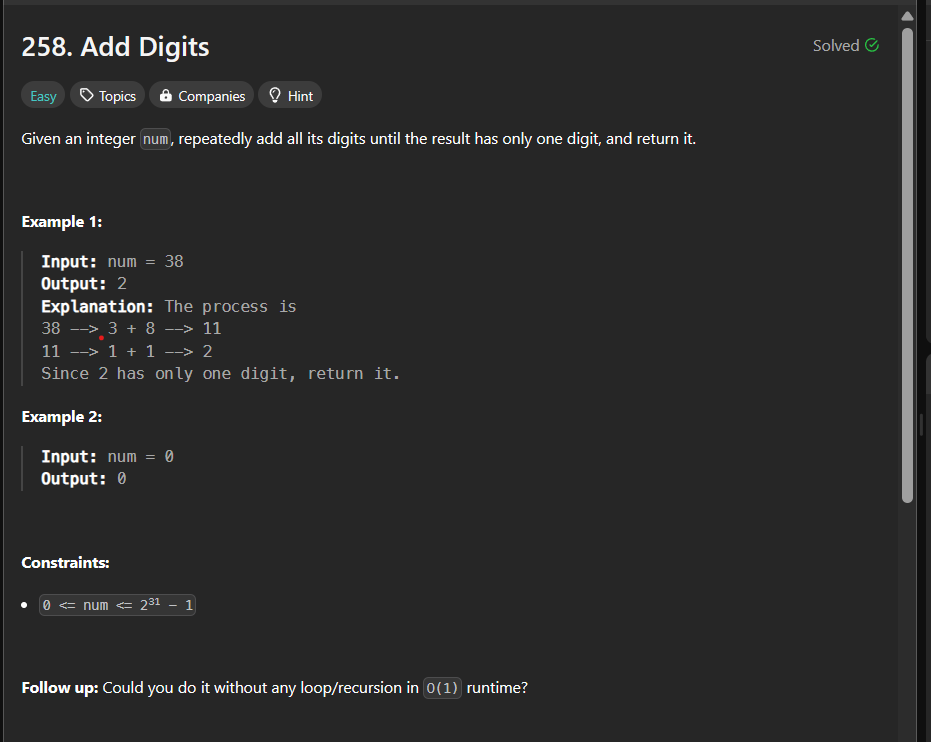 258. Add Digits
Solved
Easy Topics Companies Hint
Given an integer num, repeatedly add all its digits until the result has only one digit, and return it.
Example 1:
Input: num = 38
Output: 2
Explanation: The process is
38 --> 3 + 8 --> 11
11 --> 1 + 1 --> 2
Since 2 has only one digit, return it.
Example 2:
Input: num = 0
Output: 0
Constraints:
• 0 <= num <= 2³¹ - 1
Follow up: Could you do it without any loop/recursion in O(1) runtime?